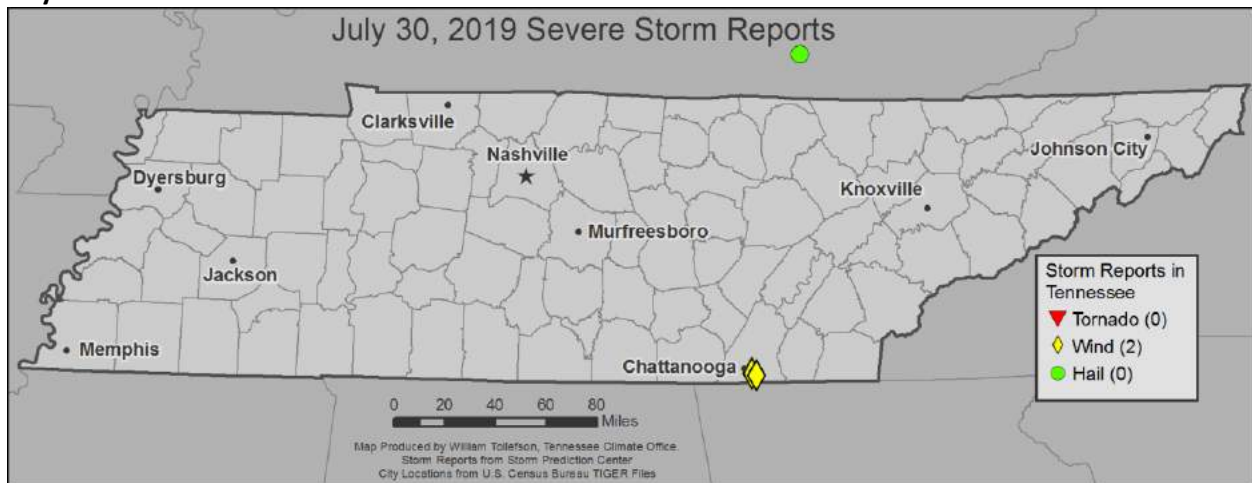 July 30, 2019 Severe Storm Reports
Clarksville
Nashville
Johnson City
Dyersburg
Knoxville
Murfreesboro
Jackson
Storm Reports in
Tennessee
Tornado (0)
Wind (2)
Hail (0)
Memphis
Chattanooga
0 20 40 60 80
Miles
Map Produced by William Tollefson, Tennessee Climate Office.
Storm Reports from Storm Prediction Center
City Locations from U.S. Census Bureau TIGER Files